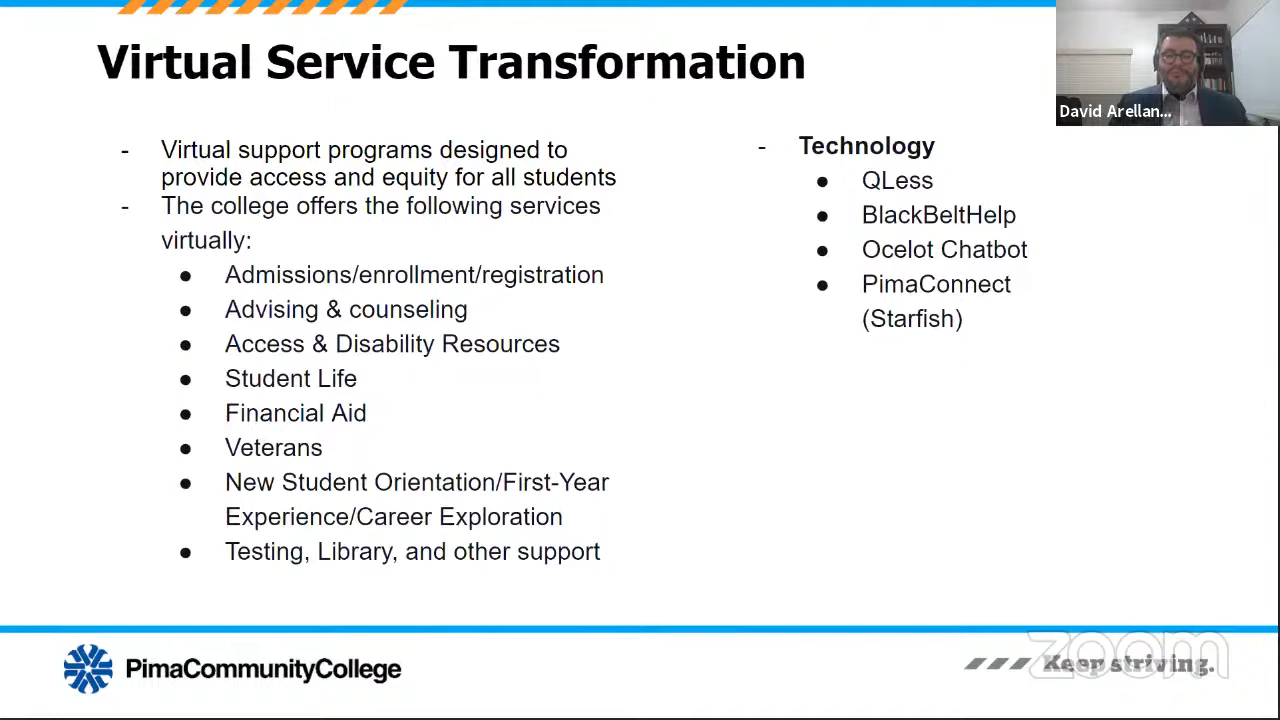 Virtual Service Transformation
David Arellan...
- Virtual support programs designed to
provide access and equity for all students
- The college offers the following services
virtually:
● Admissions/enrollment/registration
● Advising & counseling
● Access & Disability Resources
● Student Life
● Financial Aid
● Veterans
● New Student Orientation/First-Year
Experience/Career Exploration
● Testing, Library, and other support
- Technology
● QLess
● BlackBeltHelp
● Ocelot Chatbot
● PimaConnect
(Starfish)
PimaCommunityCollege
Keep striving.
zoom